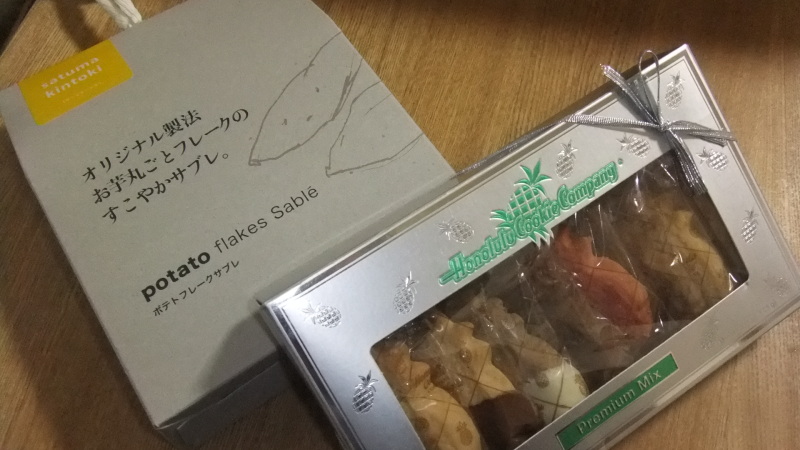 satuma
kintoki
オリジナル製法
お芋丸ごとフレークの
すこやかサブレ。
potato flakes Sablé
ポテトフレークサブレ
Honolulu Cookie Company
Premium Mix